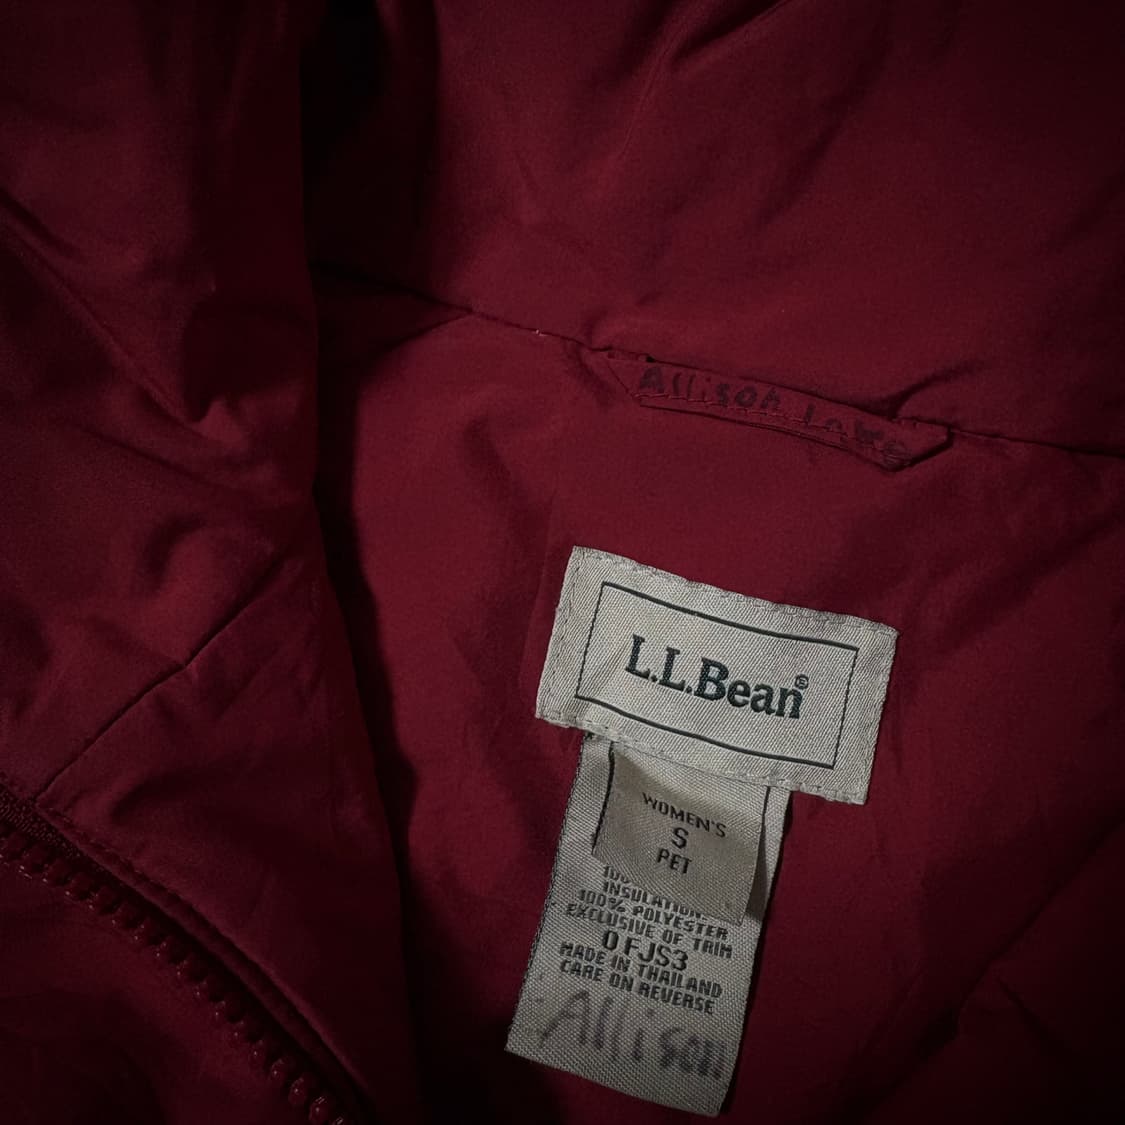 Allison Lowe
L.L.Bean®
WOMEN'S
S
PET
INSULATION:
100% POLYESTER
EXCLUSIVE OF TRIM
0 FJS3
MADE IN THAILAND
CARE ON REVERSE
Allison